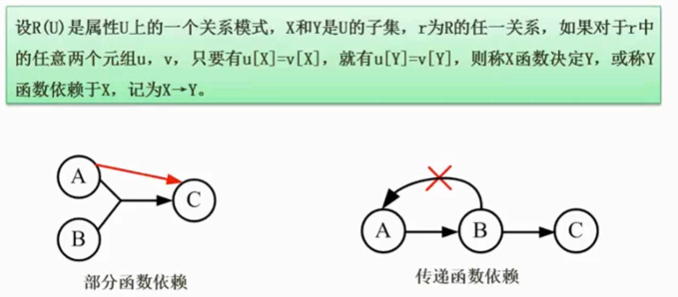 设R(U)是属性U上的一个关系模式，X和Y是U的子集，r为R的任一关系，如果对于r中
的任意两个元组u，v，只要有u[X]=v[X]，就有u[Y]=v[Y]，则称X函数决定Y，或称Y
函数依赖于X，记为X→Y。
A
C
B
部分函数依赖
A
B
C
传递函数依赖